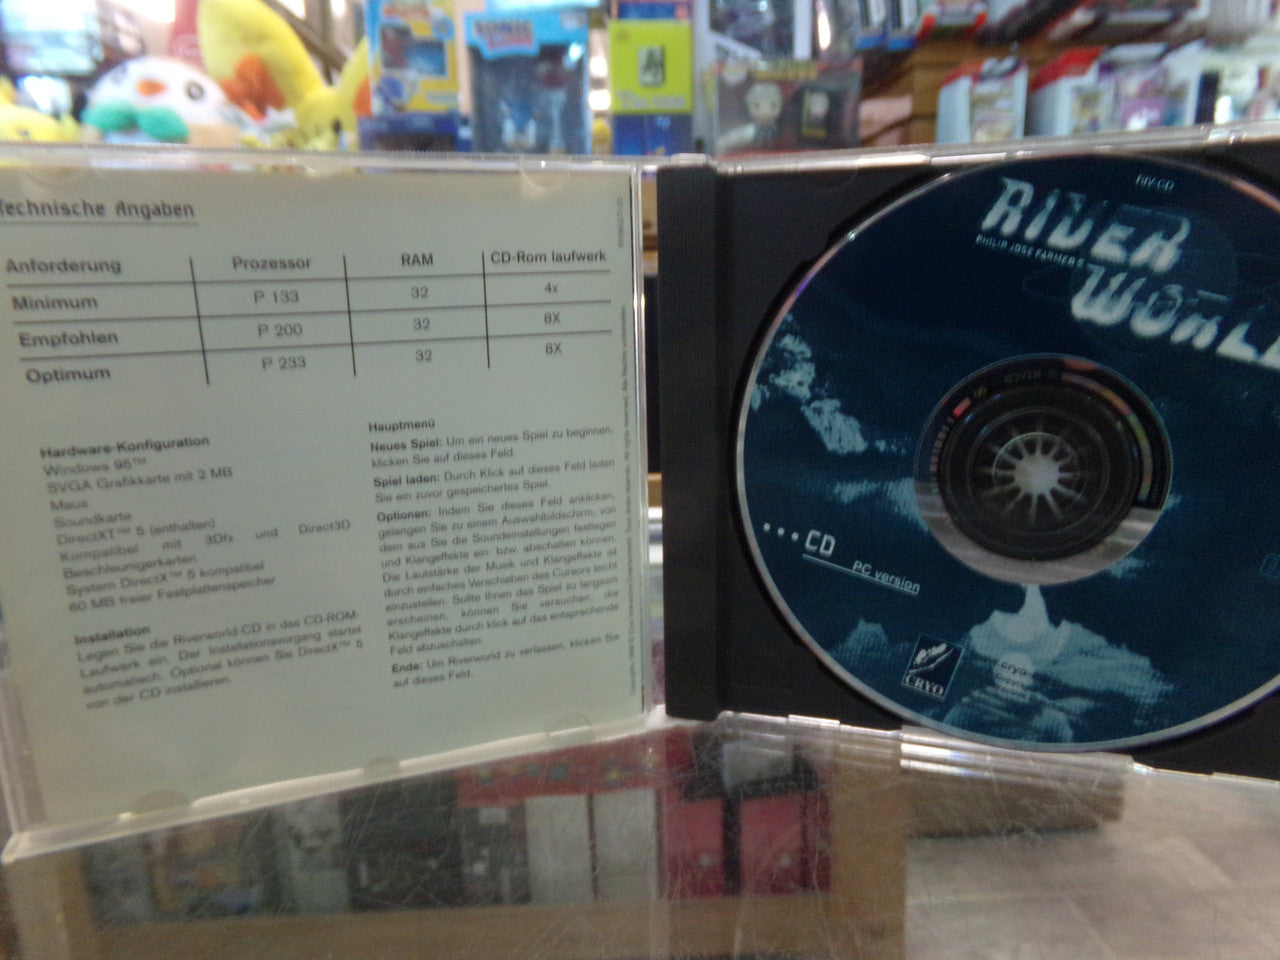 Technische Angaben
Anforderung Prozessor RAM CD-Rom laufwerk
Minimum P 133 32 4x
Empfohlen P 200 32 8X
Optimum P 233 32 8X
Hardware-Konfiguration
Windows 95™
SVGA Grafikkarte mit 2 MB
Maus
Soundkarte
DirectXT™ 5 (enthalten)
Kompatibel mit 3Dfx und Direct3D
Beschleunigerkarten
System DirectX™ 5 kompatibel
60 MB freier Festplattenspeicher
Installation
Legen Sie die Riverworld-CD in das CD-ROM-
Laufwerk ein. Der Installationsvorgang startet
automatisch. Optional können Sie DirectX™ 5
von der CD installieren.
Hauptmenü
Neues Spiel: Um ein neues Spiel zu beginnen,
klicken Sie auf dieses Feld.
Spiel laden: Durch Klick auf dieses Feld laden
Sie ein zuvor gespeichertes Spiel.
Optionen: Indem Sie dieses Feld anklicken,
gelangen Sie zu einem Auswahlbildschirm, von
dem aus Sie die Soundeinstellungen festlegen
und Klangeffekte ein- bzw. abschalten können.
Die Lautstärke der Musik und Klangeffekte ist
durch einfaches Verschieben des Cursors leicht
einzustellen. Sollte Ihnen das Spiel zu langsam
erscheinen, können Sie versuchen, die
Klangeffekte durch klick auf das entsprechende
Feld abzuschalten.
Ende: Um Riverworld zu verlassen, klicken Sie
auf dieses Feld.
RIVER
PHILIP JOSE FARMER'S
WORL
...CD
PC version
CRYO